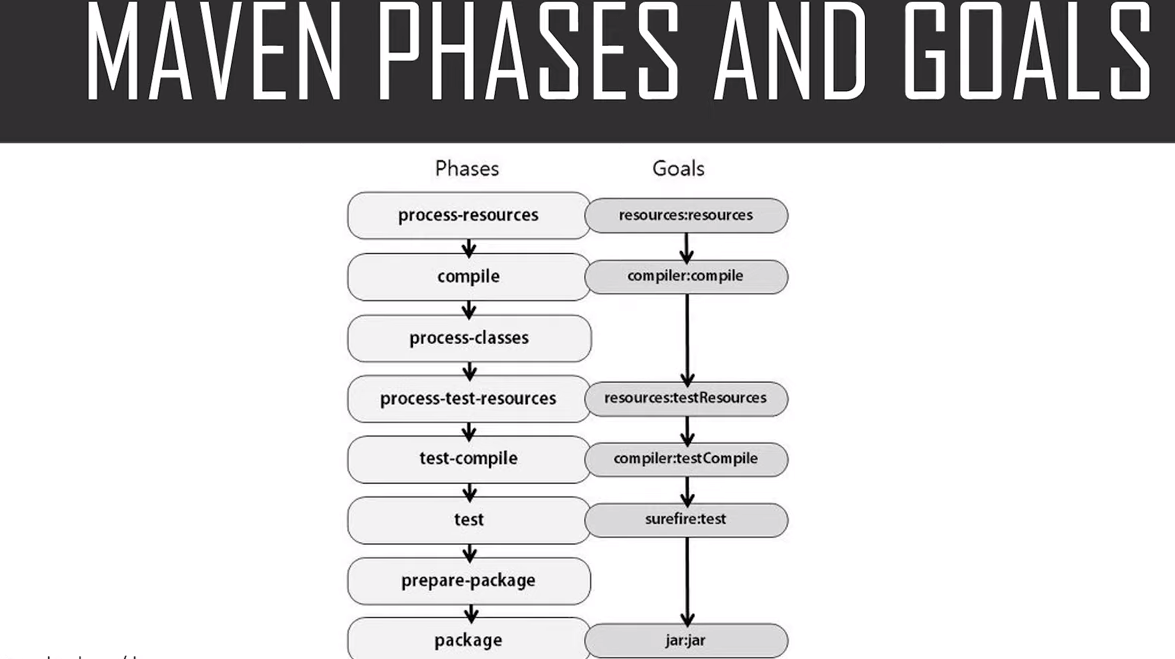 MAVEN PHASES AND GOALS
Phases Goals
process-resources resources:resources
compile compiler:compile
process-classes
process-test-resources resources:testResources
test-compile compiler:testCompile
test surefire:test
prepare-package
package jar:jar